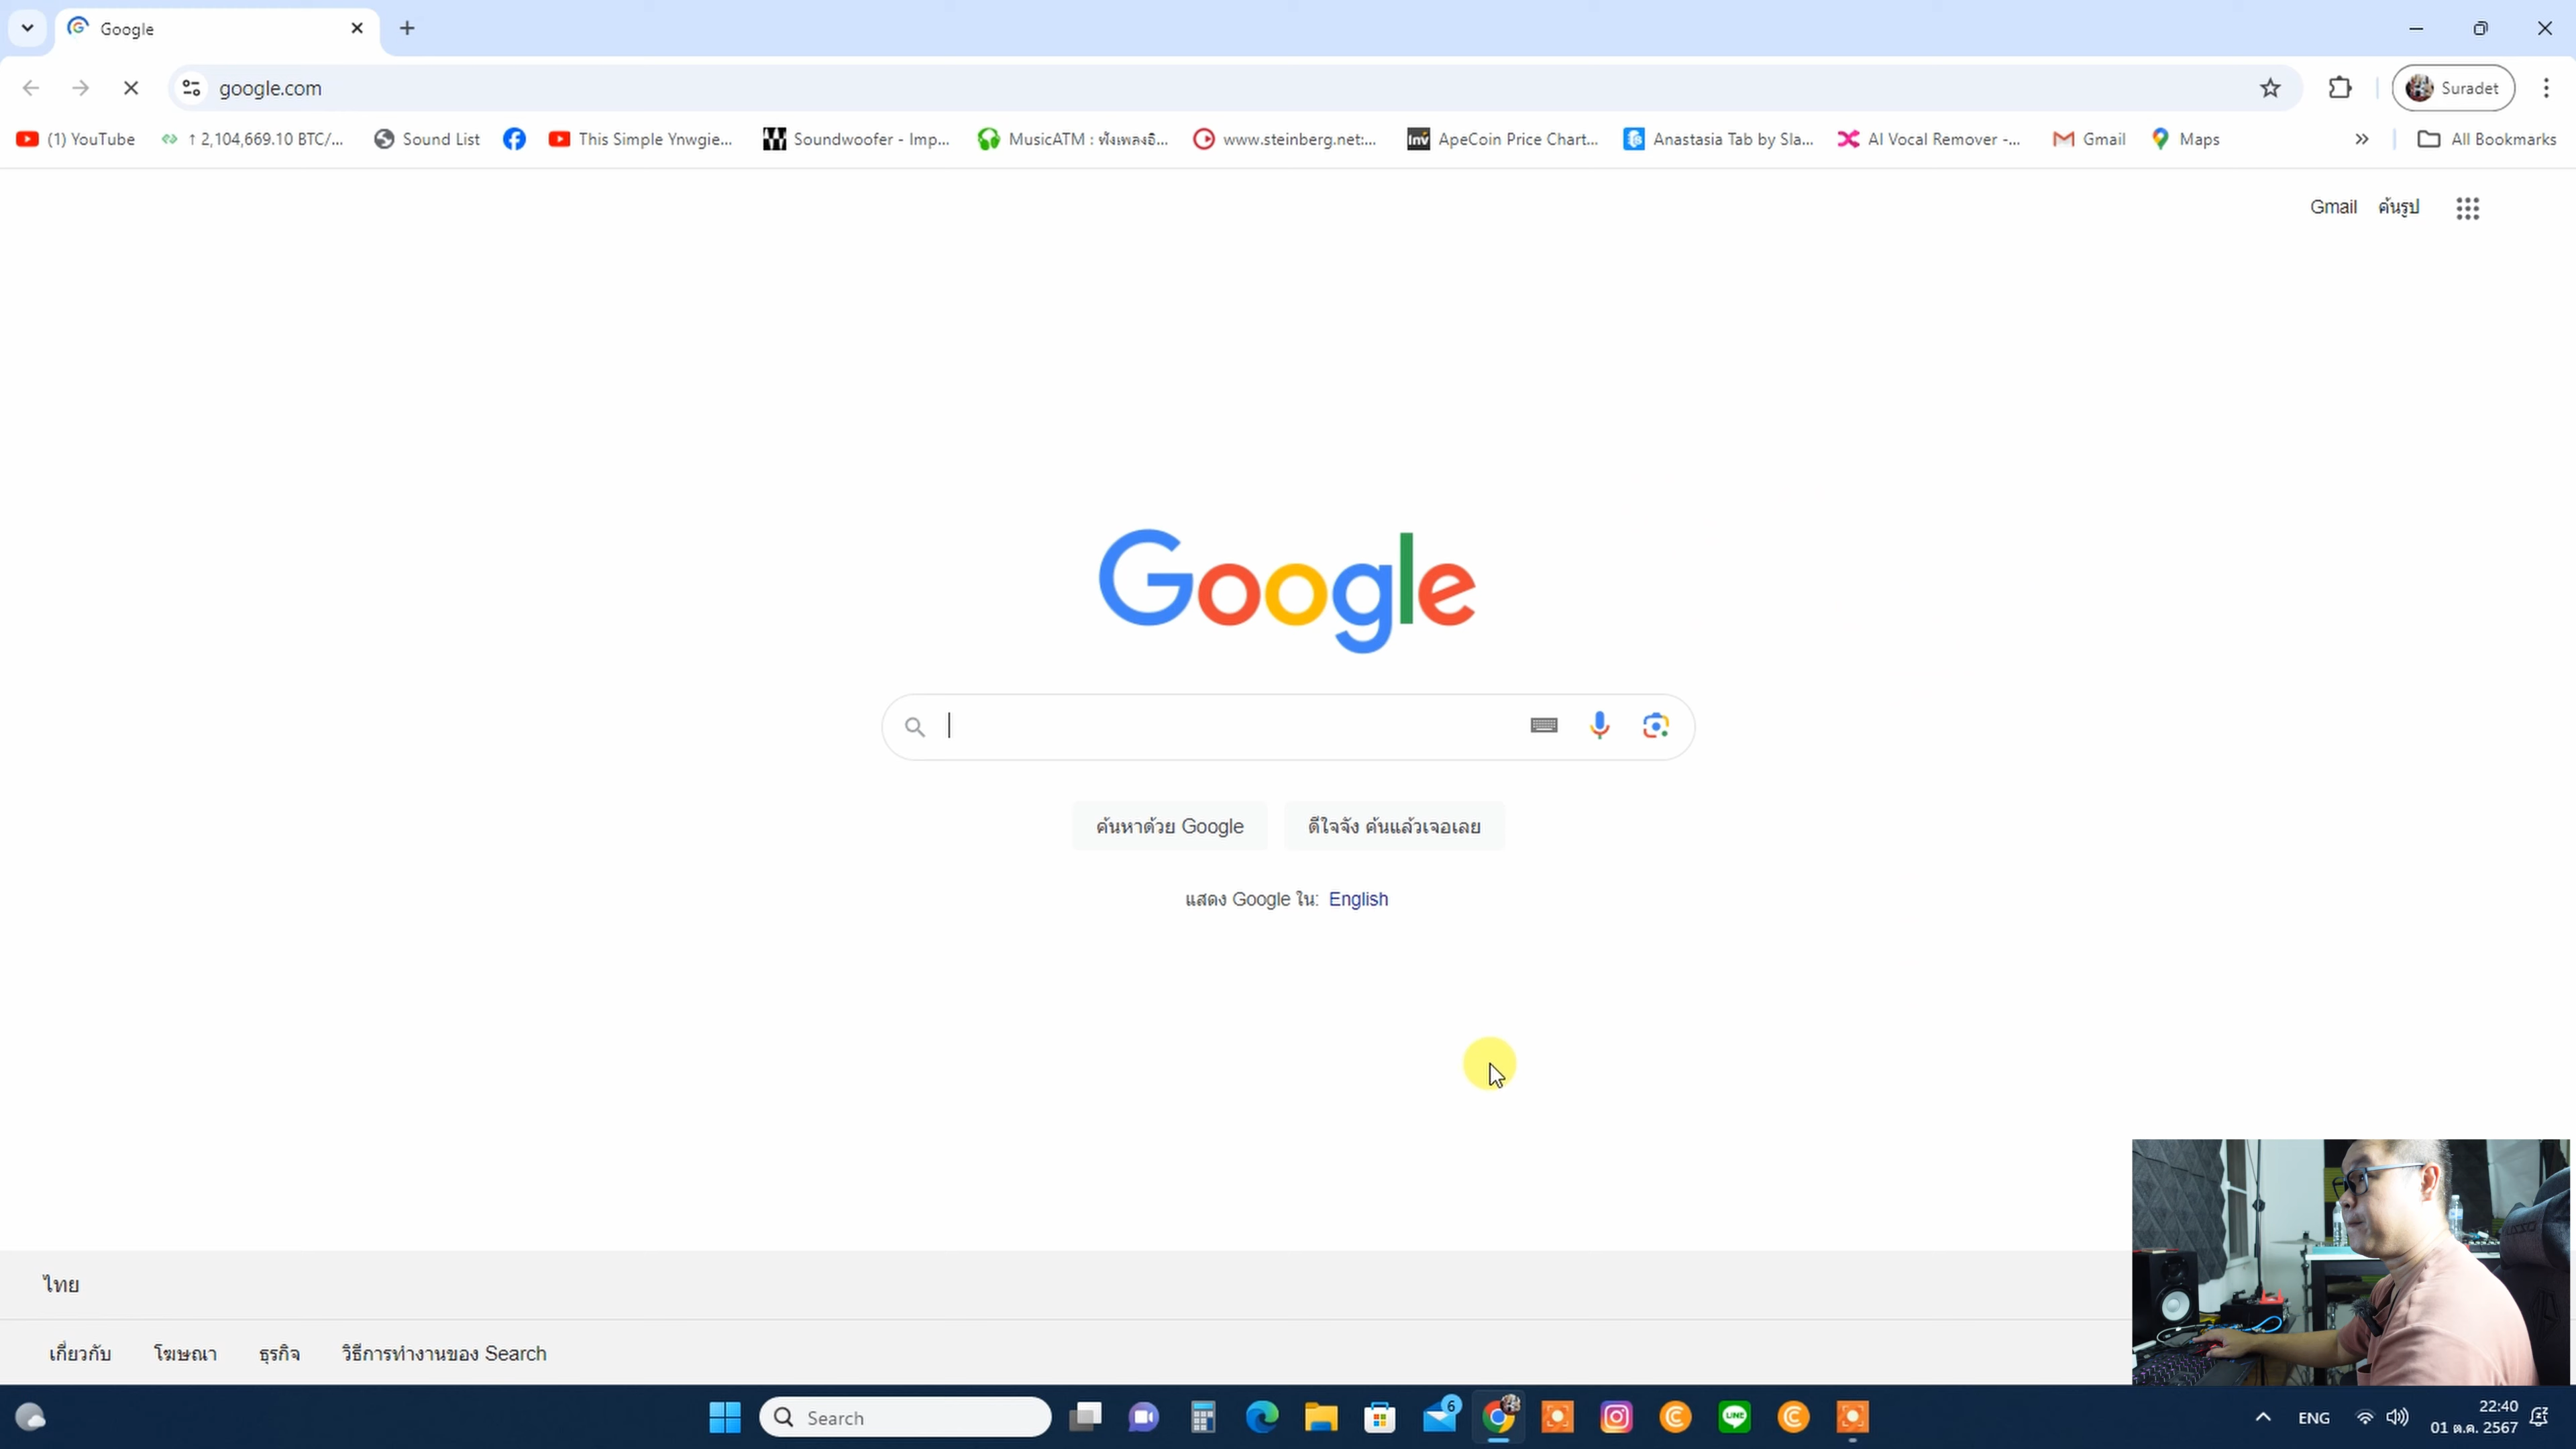 Google
google.com
Suradet
(1) YouTube
↑ 2,104,669.10 BTC/...
Sound List
This Simple Ynwgie...
Soundwoofer - Imp...
MusicATM : ฟังเพลงอิ...
www.steinberg.net:...
Inv
ApeCoin Price Chart...
Anastasia Tab by Sla...
AI Vocal Remover -...
Gmail
Maps
All Bookmarks
Gmail
ค้นรูป
Google
ค้นหาด้วย Google
ดีใจจัง ค้นแล้วเจอเลย
แสดง Google ใน: English
ไทย
เกี่ยวกับ
โฆษณา
ธุรกิจ
วิธีการทำงานของ Search
Search
6
LINE
ENG
22:40
01 ต.ค. 2567